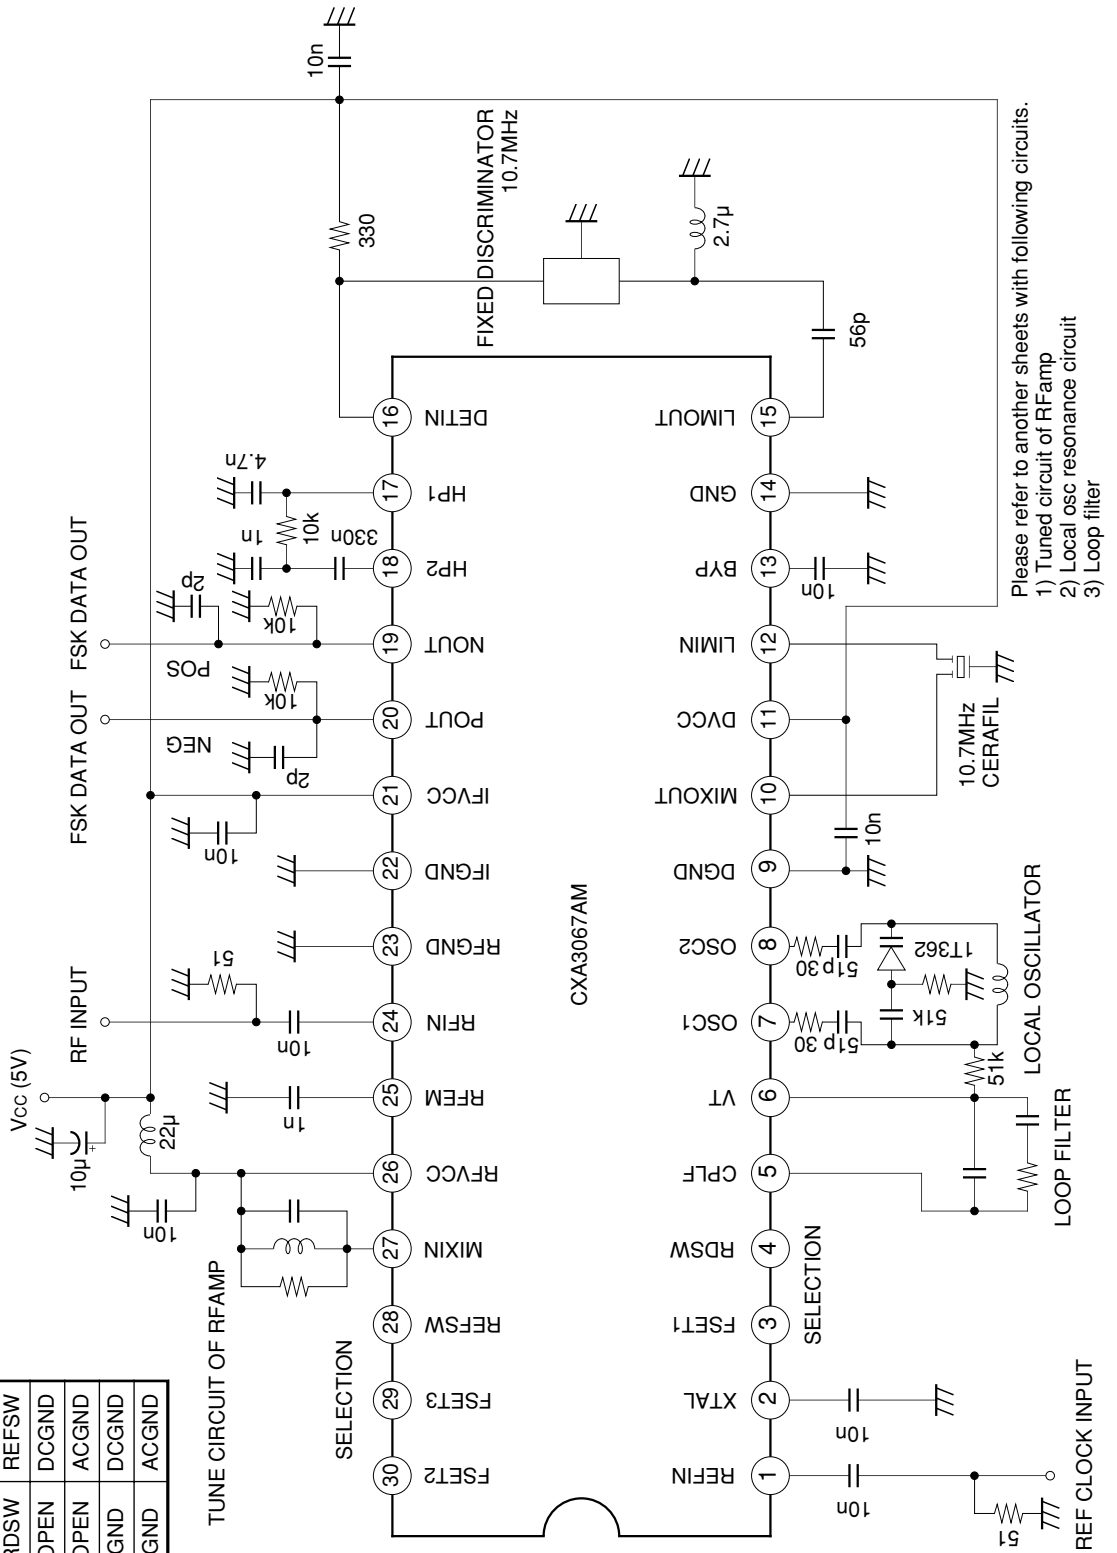 REFSW
DCGND
ACGND
DCGND
ACGND
Vcc (5V)
10μ
+
22μ
10n
TUNE CIRCUIT OF RFAMP
SELECTION
RF INPUT
51
10n
1n
10n
FSK DATA OUT
NEG
2p
10k
FSK DATA OUT
POS
2p
10k
1n
330n
10k
4.7n
10n
330
FIXED DISCRIMINATOR
10.7MHz
2.7μ
56p
30
FSET2
29
FSET3
28
REFSW
27
MIXIN
26
RFVCC
25
RFEM
24
RFIN
23
RFGND
22
IFGND
21
IFVCC
20
POUT
19
NOUT
18
HP2
17
HP1
16
DETIN
CXA3067AM
REFIN
1
XTAL
2
FSET1
3
RDSW
4
CPLF
5
VT
6
OSC1
7
OSC2
8
DGND
9
MIXOUT
10
DVCC
11
LIMIN
12
BYP
13
GND
14
LIMOUT
15
10n
51
REF CLOCK INPUT
10n
SELECTION
LOOP FILTER
51k
30
51p
30
51p
51k
1T362
LOCAL OSCILLATOR
10n
10.7MHz
CERAFIL
10n
Please refer to another sheets with following circuits.
1) Tuned circuit of RFamp
2) Local osc resonance circuit
3) Loop filter